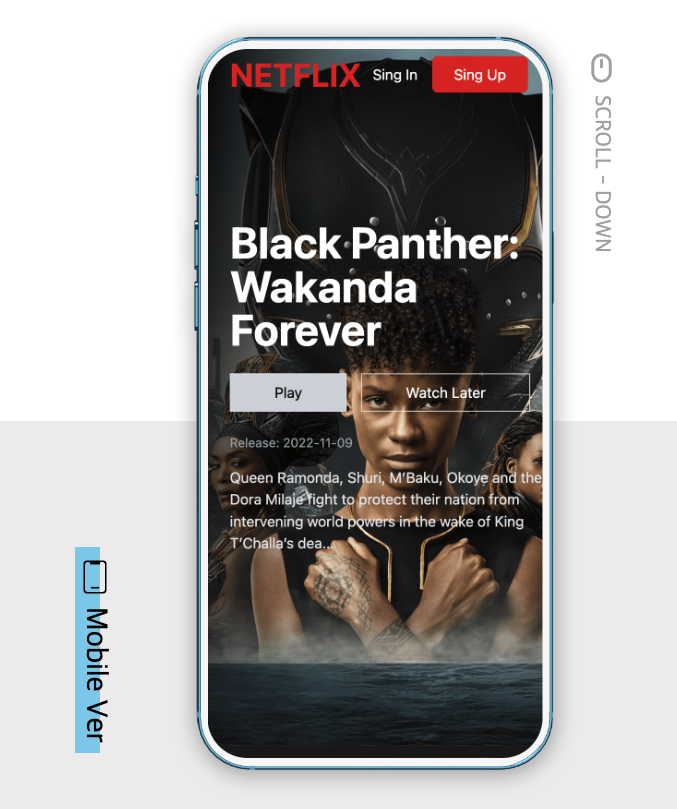 NETFLIX
Sing In
Sing Up
SCROLL - DOWN
Black Panther:
Wakanda
Forever
Play
Watch Later
Release: 2022-11-09
Queen Ramonda, Shuri, M'Baku, Okoye and the
Dora Milaje fight to protect their nation from
intervening world powers in the wake of King
T'Challa's dea...
Mobile Ver